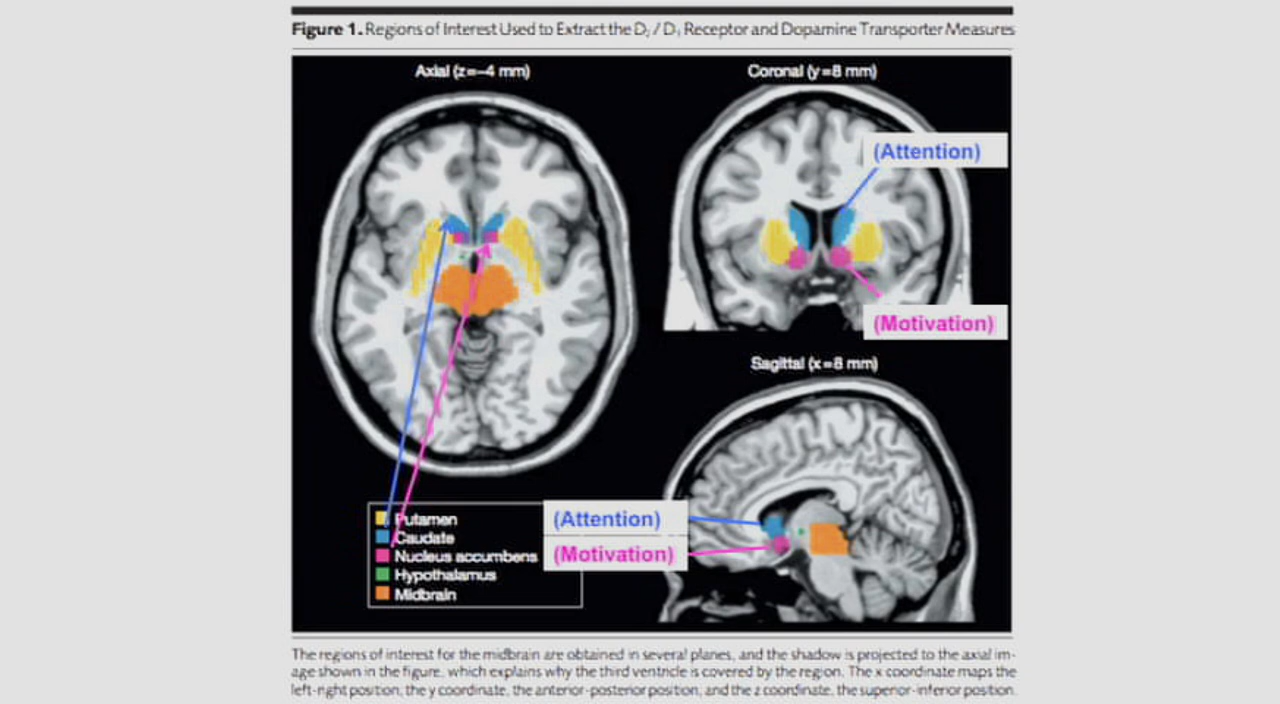 Figure 1. Regions of Interest Used to Extract the D₂ / D₃ Receptor and Dopamine Transporter Measures
Axial (z=–4 mm)
Coronal (y=8 mm)
(Attention)
(Motivation)
Sagittal (x=8 mm)
Putamen
Caudate
Nucleus accumbens
Hypothalamus
Midbrain
(Attention)
(Motivation)
The regions of interest for the midbrain are obtained in several planes, and the shadow is projected to the axial im-
age shown in the figure, which explains why the third ventricle is covered by the region. The x coordinate maps the
left-right position, the y coordinate, the anterior-posterior position, and the z coordinate, the superior-inferior position.